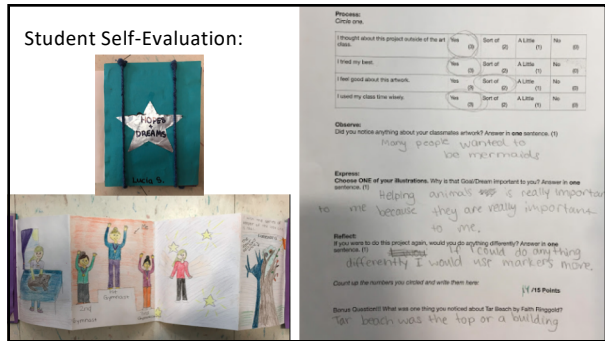 Student Self-Evaluation:
HOPES
+
DREAMS
Lucia S.
Process:
Circle one.
I thought about this project outside of the art class. Yes (3) Sort of (2) A Little (1) No (0)
I tried my best. Yes (3) Sort of (2) A Little (1) No (0)
I feel good about this artwork. Yes (3) Sort of (2) A Little (1) No (0)
I used my class time wisely. Yes (3) Sort of (2) A Little (1) No (0)
Observe:
Did you notice anything about your classmates artwork? Answer in one sentence. (1)
Many people wanted to
be mermaids
Express:
Choose ONE of your illustrations. Why is that Goal/Dream Important to you? Answer in one
sentence. (1)
Helping animals is really important
to me because they are really important
to me.
Reflect:
If you were to do this project again, would you do anything differently? Answer in one
sentence. (1) If I could do anything
differently I would use markers more.
Count up the numbers you circled and write them here:
/15 Points
Bonus Question!! What was one thing you noticed about Tar Beach by Faith Ringgold?
Tar beach was the top of a building